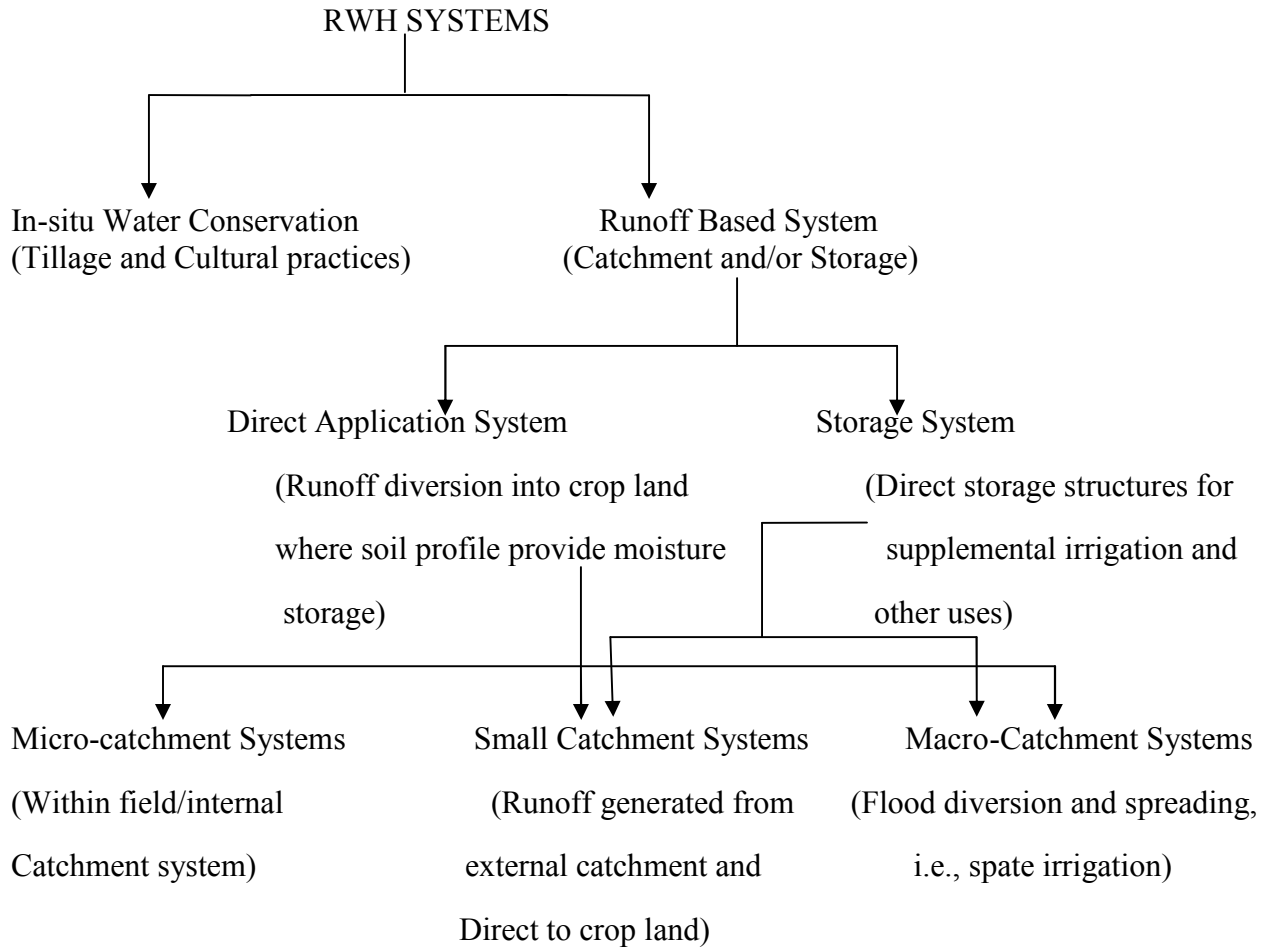 RWH SYSTEMS
In-situ Water Conservation
(Tillage and Cultural practices)
Runoff Based System
(Catchment and/or Storage)
Direct Application System
(Runoff diversion into crop land
where soil profile provide moisture
storage)
Storage System
(Direct storage structures for
supplemental irrigation and
other uses)
Micro-catchment Systems
(Within field/internal
Catchment system)
Small Catchment Systems
(Runoff generated from
external catchment and
Direct to crop land)
Macro-Catchment Systems
(Flood diversion and spreading,
i.e., spate irrigation)